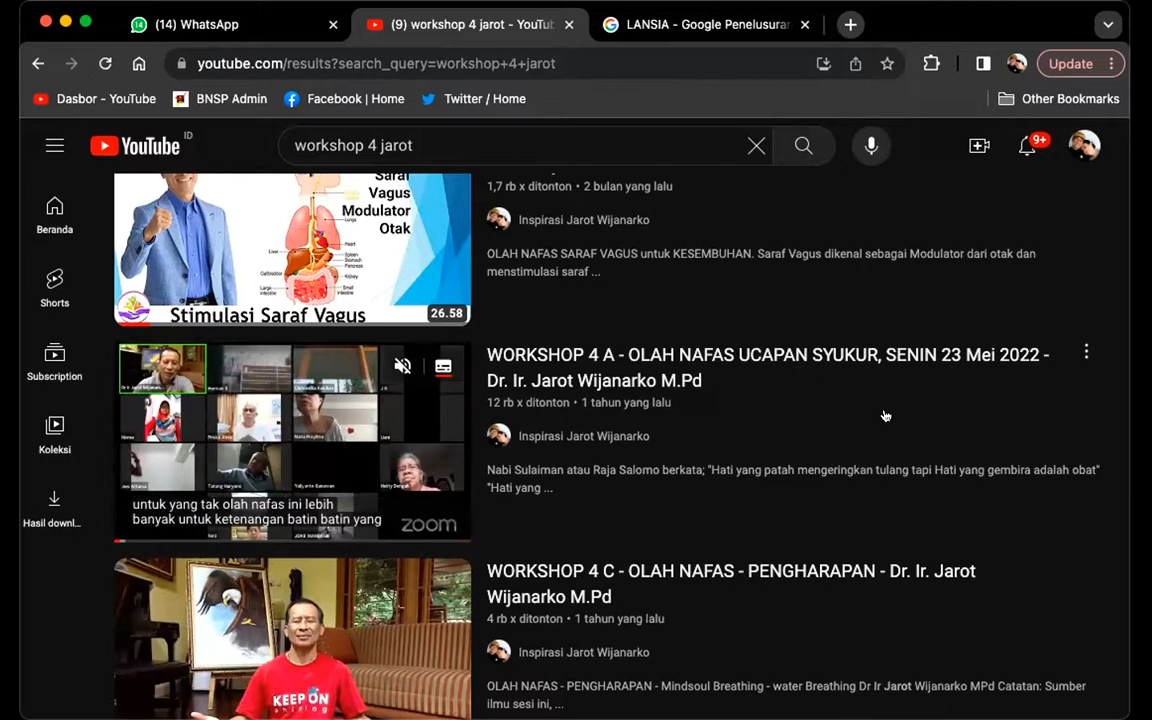 (14) WhatsApp
(9) workshop 4 jarot - YouTub
LANSIA - Google Penelusuran
youtube.com/results?search_query=workshop+4+jarot
Update
Dasbor - YouTube
BNSP Admin
Facebook | Home
Twitter / Home
Other Bookmarks
YouTube ID
workshop 4 jarot
9+
Beranda
Shorts
Subscription
Koleksi
Hasil downl...
Saraf
Vagus
Modulator
Otak
Stimulasi Saraf Vagus
26.58
1,7 rb x ditonton • 2 bulan yang lalu
Inspirasi Jarot Wijanarko
OLAH NAFAS SARAF VAGUS untuk KESEMBUHAN. Saraf Vagus dikenal sebagai Modulator dari otak dan
menstimulasi saraf ...
untuk yang tak olah nafas ini lebih
banyak untuk ketenangan batin batin yang
zoom
WORKSHOP 4 A - OLAH NAFAS UCAPAN SYUKUR, SENIN 23 Mei 2022 -
Dr. Ir. Jarot Wijanarko M.Pd
12 rb x ditonton • 1 tahun yang lalu
Inspirasi Jarot Wijanarko
Nabi Sulaiman atau Raja Salomo berkata; "Hati yang patah mengeringkan tulang tapi Hati yang gembira adalah obat"
"Hati yang ...
KEEP ON
shining
WORKSHOP 4 C - OLAH NAFAS - PENGHARAPAN - Dr. Ir. Jarot
Wijanarko M.Pd
4 rb x ditonton • 1 tahun yang lalu
Inspirasi Jarot Wijanarko
OLAH NAFAS - PENGHARAPAN - Mindsoul Breathing - water Breathing Dr Ir Jarot Wijanarko MPd Catatan: Sumber
ilmu sesi ini, ...